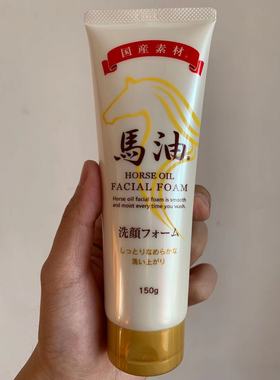 国産素材
馬油
HORSE OIL
FACIAL FOAM
Horse oil facial foam is smooth
and moist every time you wash.
洗顔フォーム
しっとりなめらかな
洗い上がり
150g